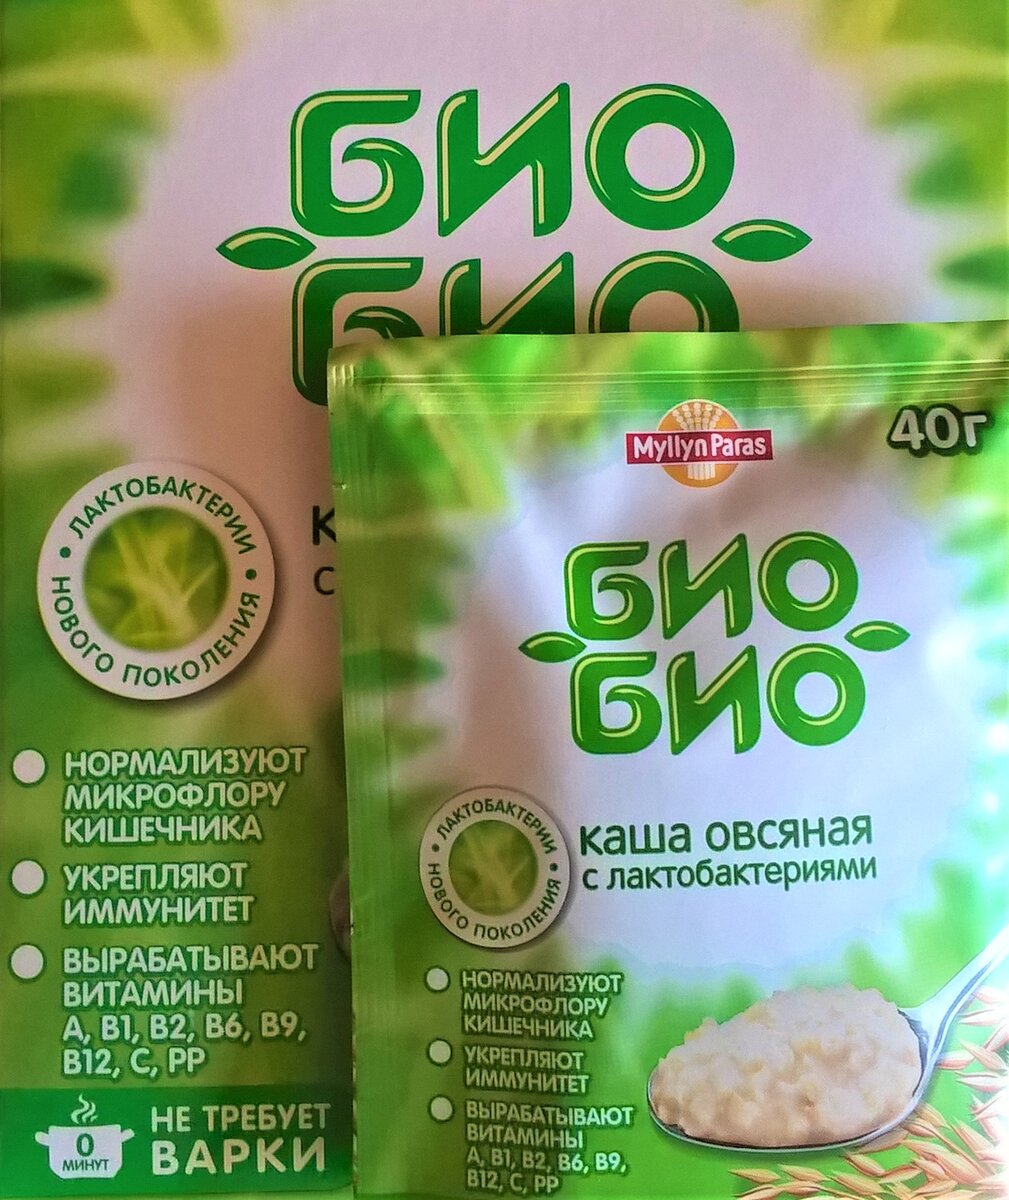 БИО
БИО
ЛАКТОБАКТЕРИИ
НОВОГО ПОКОЛЕНИЯ
НОРМАЛИЗУЮТ
МИКРОФЛОРУ
КИШЕЧНИКА
УКРЕПЛЯЮТ
ИММУНИТЕТ
ВЫРАБАТЫВАЮТ
ВИТАМИНЫ
А, В1, В2, В6, В9,
В12, С, РР
0
МИНУТ
НЕ ТРЕБУЕТ
ВАРКИ
Myllyn Paras
40г
БИО
БИО
каша овсяная
с лактобактериями
ЛАКТОБАКТЕРИИ
НОВОГО ПОКОЛЕНИЯ
НОРМАЛИЗУЮТ
МИКРОФЛОРУ
КИШЕЧНИКА
УКРЕПЛЯЮТ
ИММУНИТЕТ
ВЫРАБАТЫВАЮТ
ВИТАМИНЫ
А, В1, В2, В6, В9,
В12, С, РР